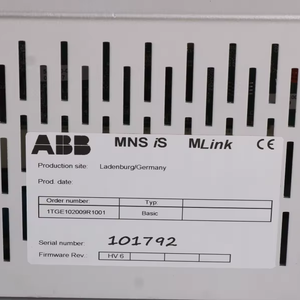 ABB MNS iS MLink CE
Production site: Ladenburg/Germany
Prod. date:
Order number Typ:
1TGE102009R1001 Basic
Serial number: 101792
Firmware Rev. HV 6